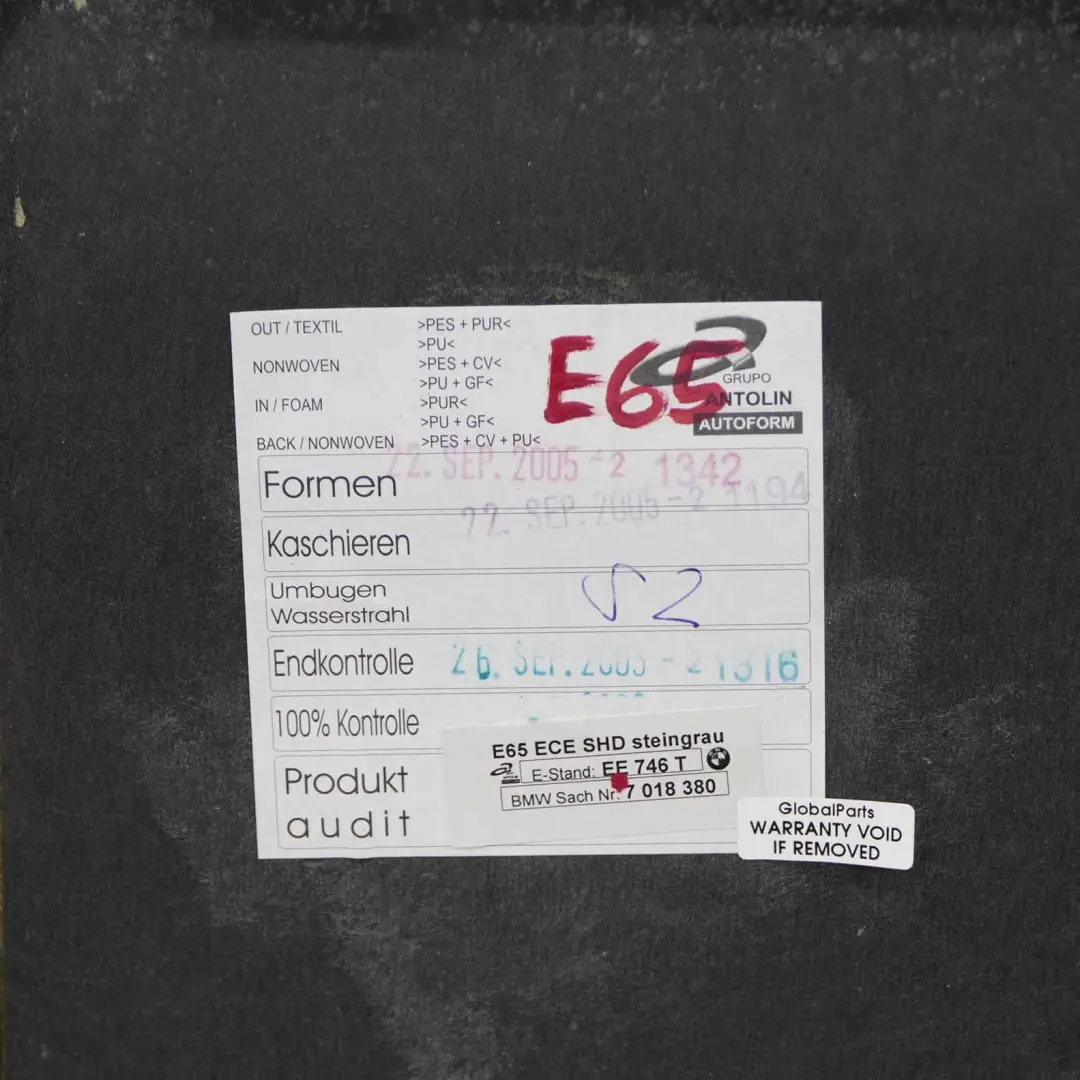 OUT / TEXTIL >PES + PUR<
>PU<
NONWOVEN >PES + CV<
>PU + GF<
IN / FOAM >PUR<
>PU + GF<
BACK / NONWOVEN >PES + CV + PU<
E65
GRUPO
ANTOLIN
AUTOFORM
22. SEP. 2005 -2 1342
Formen
22. SEP. 2005 -2 1194
Kaschieren
Umbugen
Wasserstrahl
Endkontrolle 26. SEP. 2005 - 2 1316
100% Kontrolle
Produkt
audit
E65 ECE SHD steingrau
E-Stand: EE 746 T
BMW Sach Nr. 7 018 380
GlobalParts
WARRANTY VOID
IF REMOVED